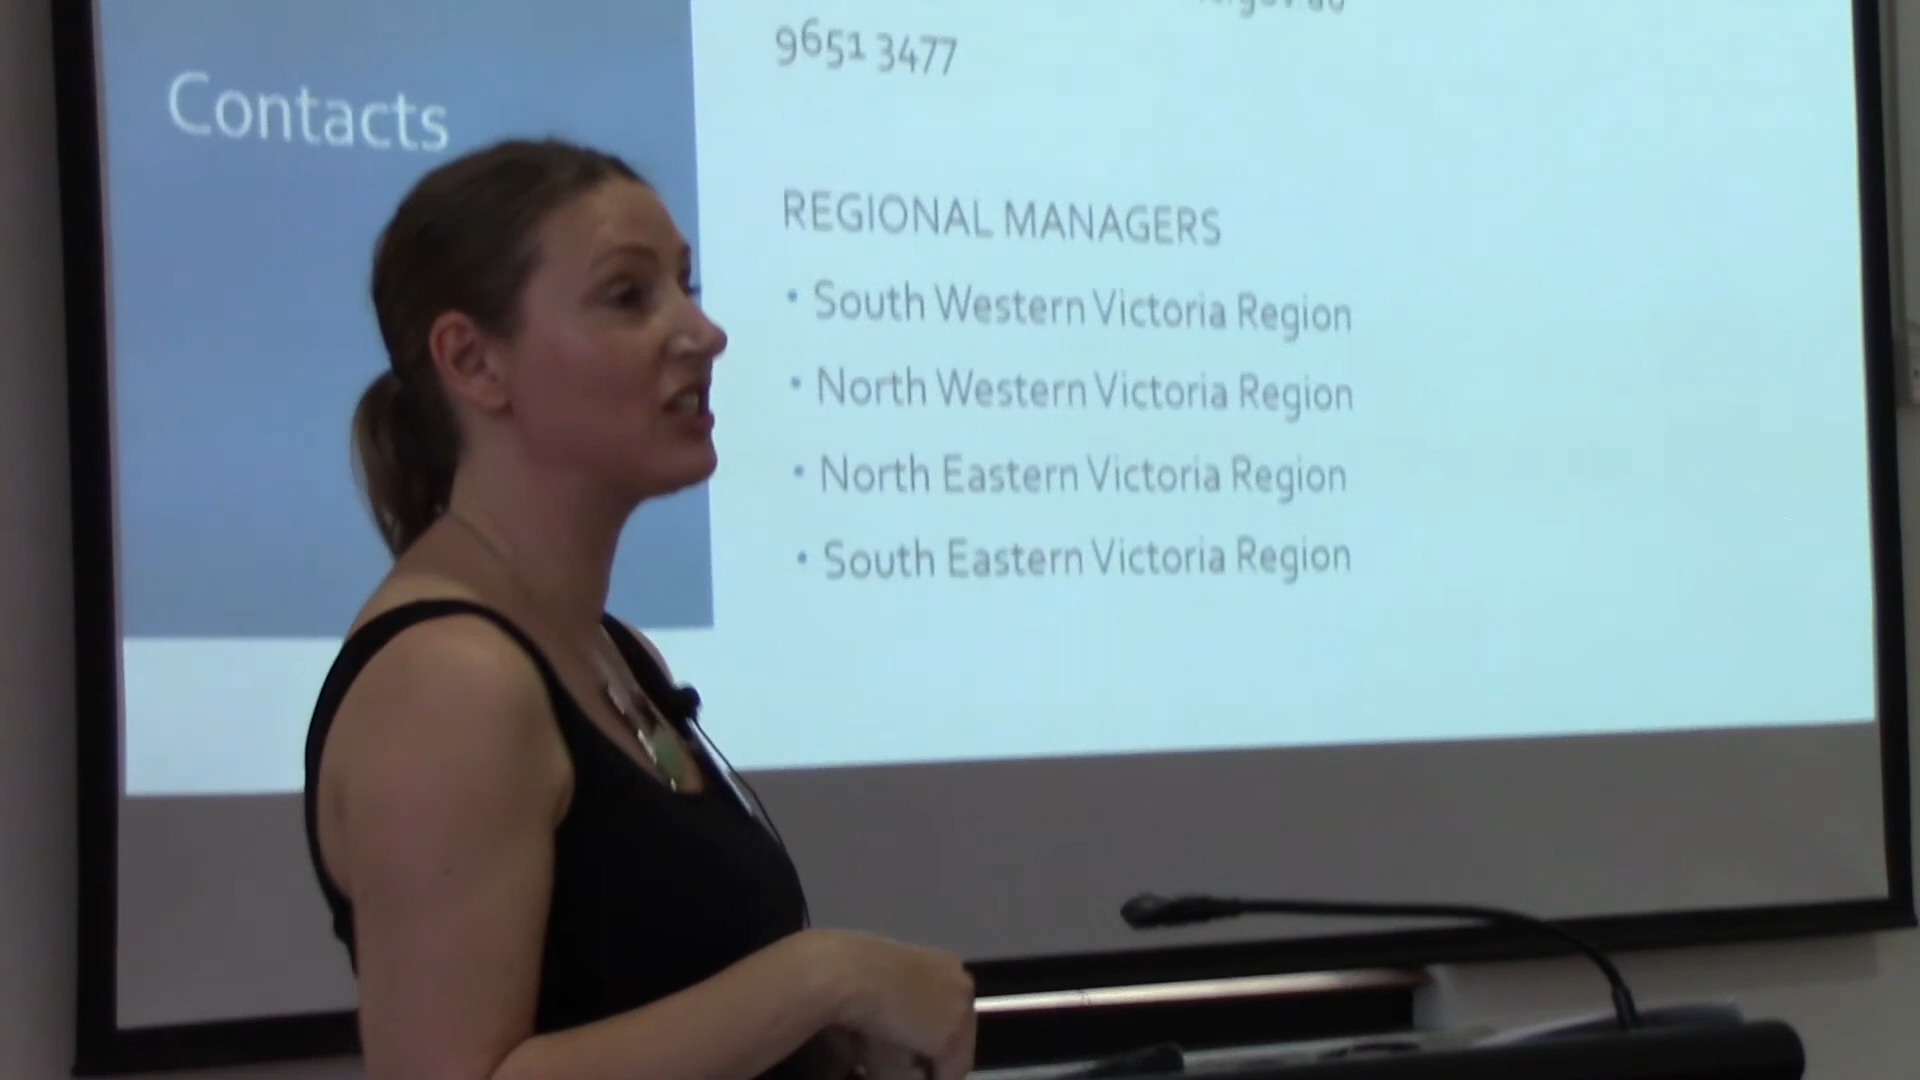 Contacts
9651 3477
REGIONAL MANAGERS
• South Western Victoria Region
• North Western Victoria Region
• North Eastern Victoria Region
• South Eastern Victoria Region